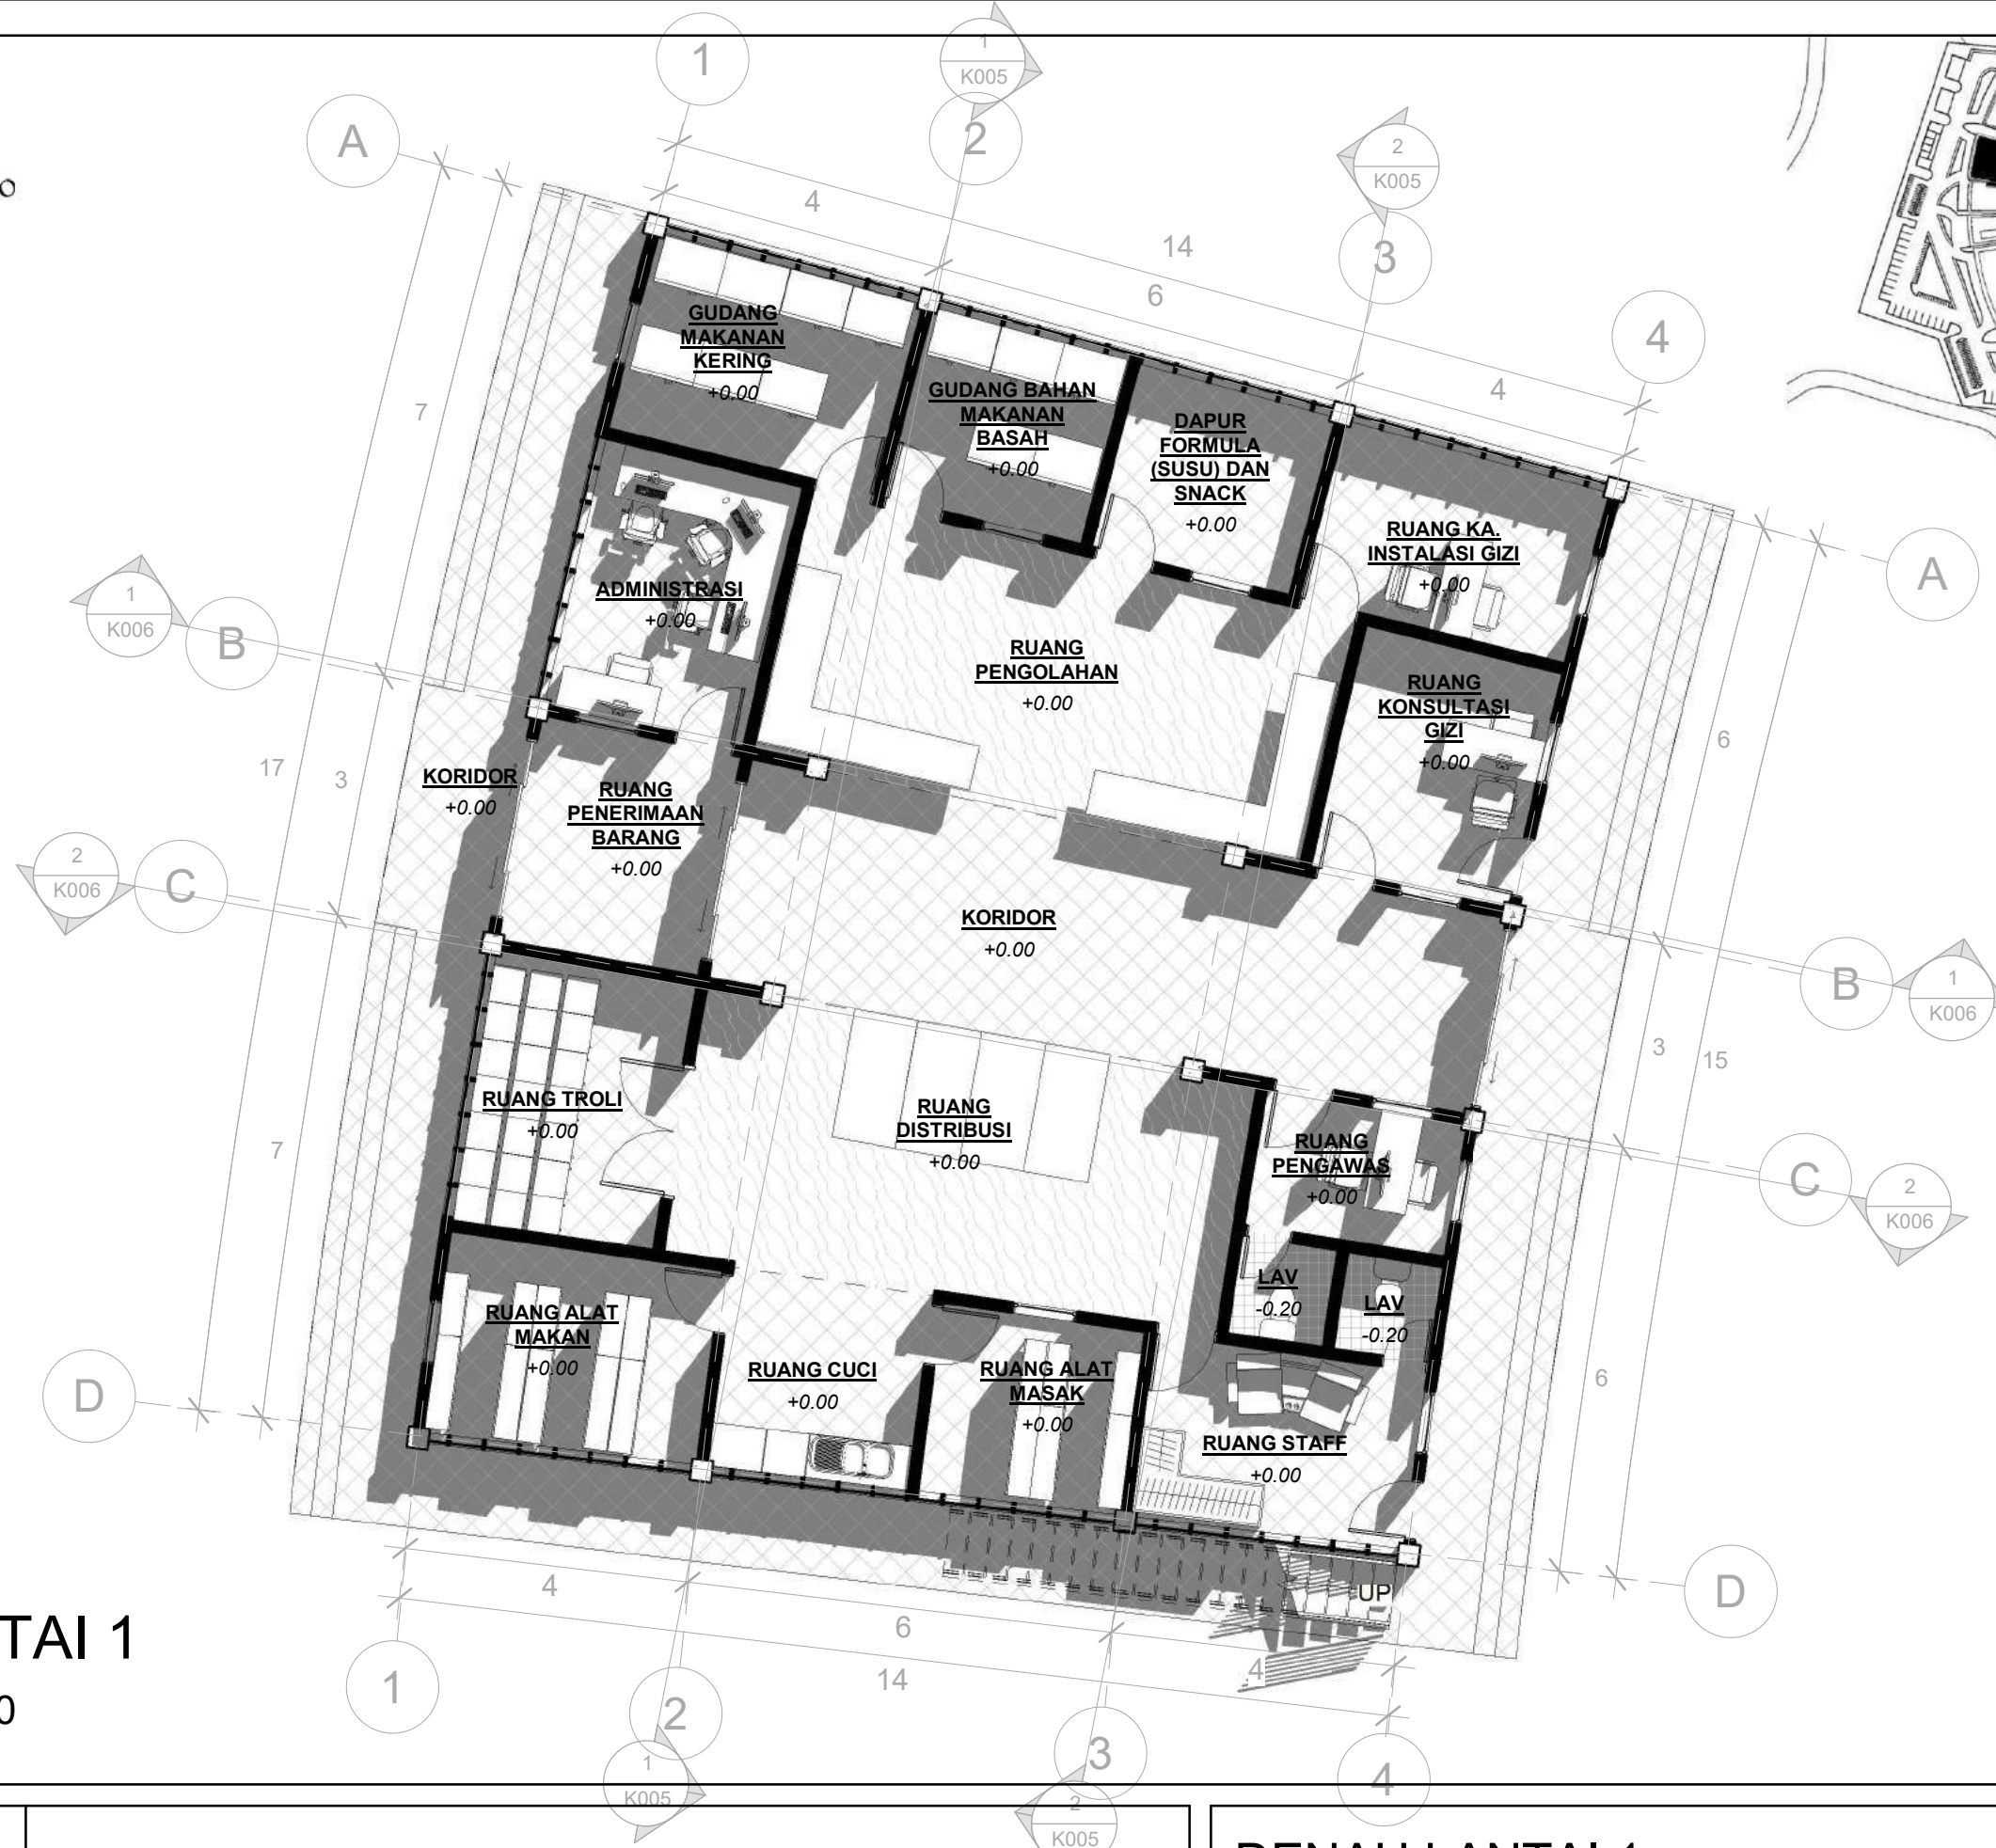 1
1
K005
A
2
2
K005
3
4
14
4
6
4
GUDANG
MAKANAN
KERING
+0.00
GUDANG BAHAN
MAKANAN
BASAH
+0.00
DAPUR
FORMULA
(SUSU) DAN
SNACK
+0.00
RUANG KA.
INSTALASI GIZI
+0.00
A
7
1
K006
B
ADMINISTRASI
+0.00
RUANG
PENGOLAHAN
+0.00
RUANG
KONSULTASI
GIZI
+0.00
6
17
3
KORIDOR
+0.00
RUANG
PENERIMAAN
BARANG
+0.00
2
K006
C
KORIDOR
+0.00
B
1
K006
3
15
RUANG TROLI
+0.00
RUANG
DISTRIBUSI
+0.00
RUANG
PENGAWAS
+0.00
7
C
2
K006
LAV
-0.20
LAV
-0.20
RUANG ALAT
MAKAN
+0.00
RUANG CUCI
+0.00
RUANG ALAT
MASAK
+0.00
6
D
RUANG STAFF
+0.00
UP
D
4
6
4
14
TAI 1
0
1
2
3
4
1
K005
2
K005
DENAH LANTAI 1